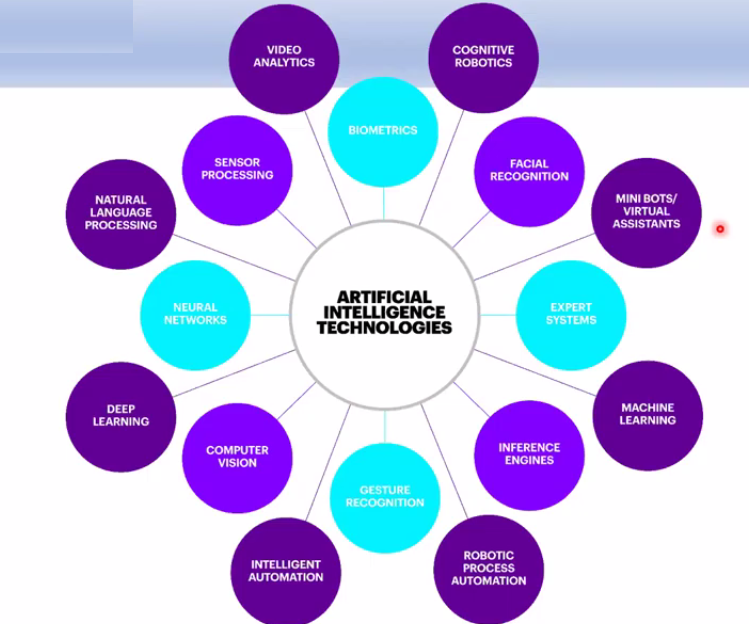 VIDEO
ANALYTICS
COGNITIVE
ROBOTICS
BIOMETRICS
SENSOR
PROCESSING
FACIAL
RECOGNITION
NATURAL
LANGUAGE
PROCESSING
MINI BOTS/
VIRTUAL
ASSISTANTS
ARTIFICIAL
INTELLIGENCE
TECHNOLOGIES
NEURAL
NETWORKS
EXPERT
SYSTEMS
DEEP
LEARNING
MACHINE
LEARNING
COMPUTER
VISION
INFERENCE
ENGINES
GESTURE
RECOGNITION
INTELLIGENT
AUTOMATION
ROBOTIC
PROCESS
AUTOMATION